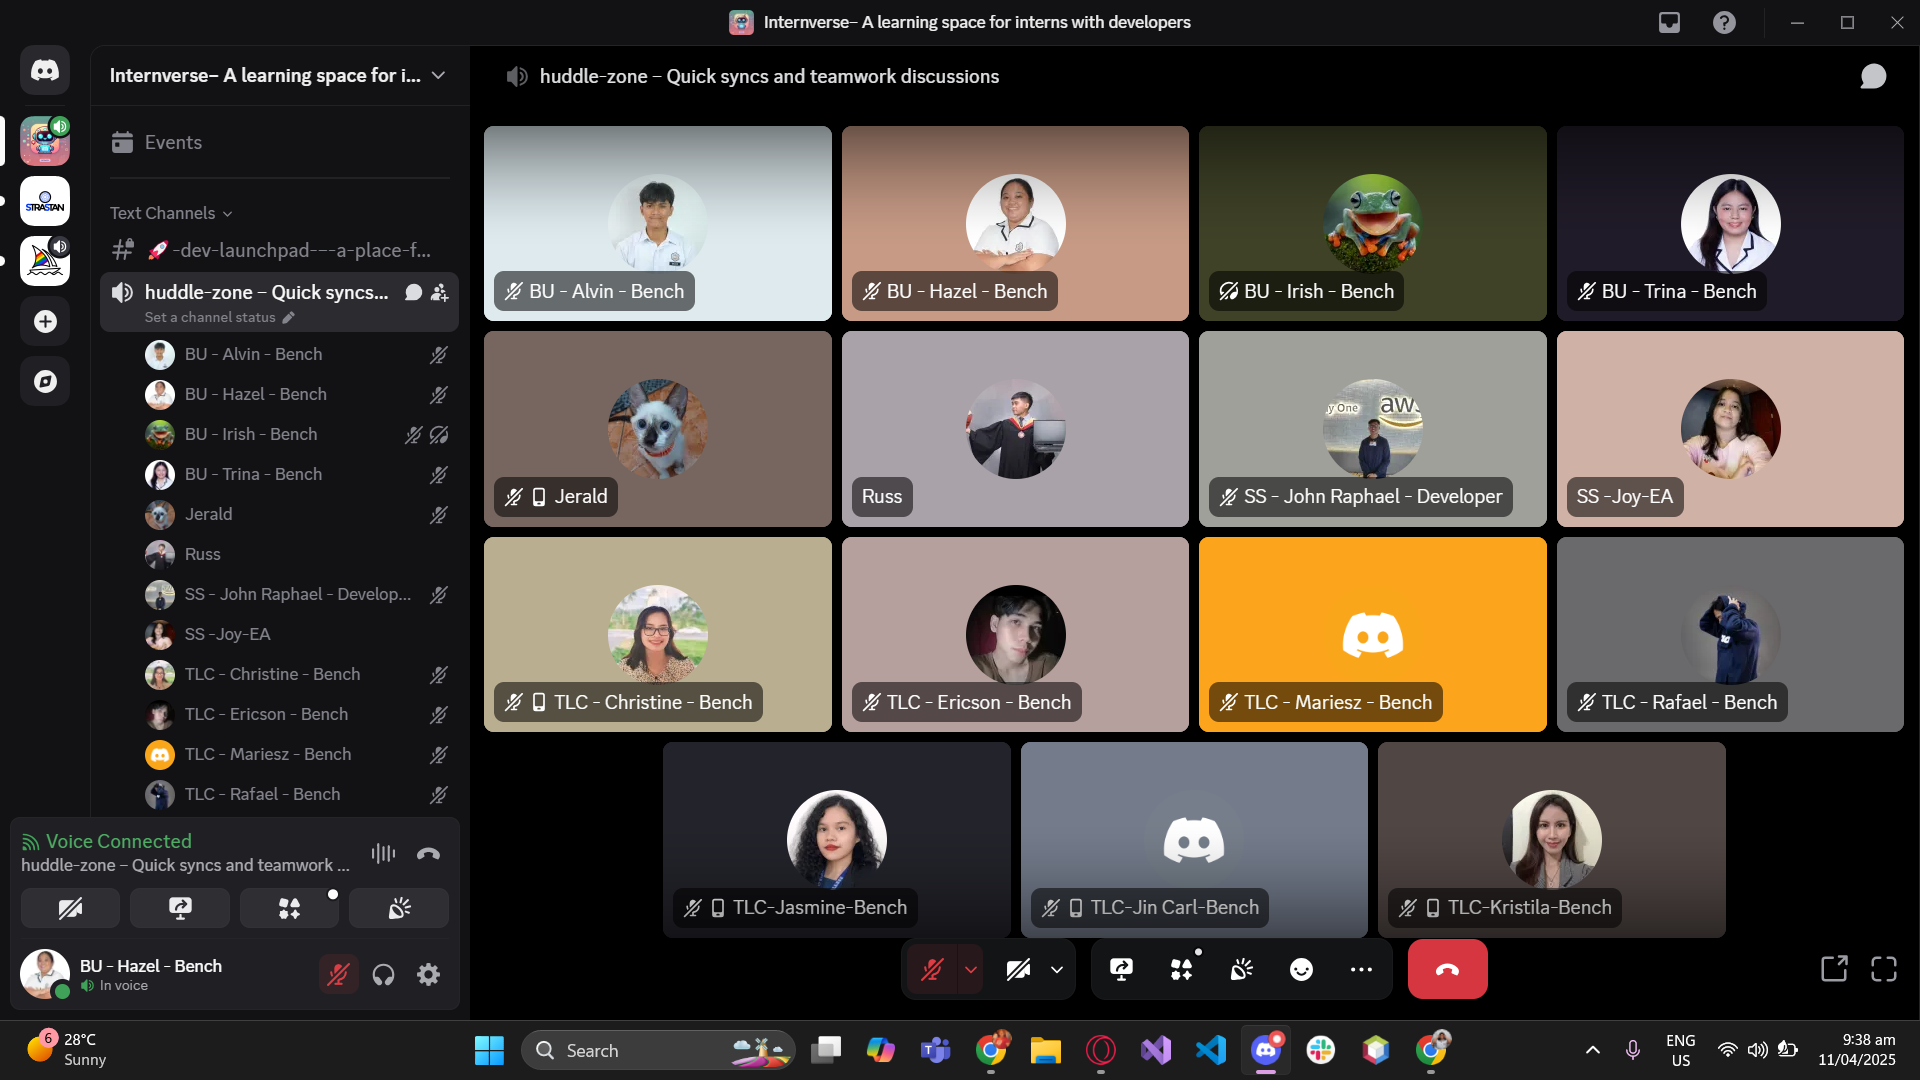 Internverse– A learning space for interns with developers
Internverse– A learning space for i...
Events
Text Channels
🚀-dev-launchpad---a-place-f...
huddle-zone – Quick syncs...
Set a channel status
BU - Alvin - Bench
BU - Hazel - Bench
BU - Irish - Bench
BU - Trina - Bench
Jerald
Russ
SS - John Raphael - Develop...
SS -Joy-EA
TLC - Christine - Bench
TLC - Ericson - Bench
TLC - Mariesz - Bench
TLC - Rafael - Bench
Voice Connected
huddle-zone – Quick syncs and teamwork ...
BU - Hazel - Bench
In voice
STRASTAN
huddle-zone – Quick syncs and teamwork discussions
BU - Alvin - Bench
BU - Hazel - Bench
BU - Irish - Bench
BU - Trina - Bench
Jerald
Russ
y One aws
SS - John Raphael - Developer
SS -Joy-EA
TLC - Christine - Bench
TLC - Ericson - Bench
TLC - Mariesz - Bench
TLC - Rafael - Bench
TLC-Jasmine-Bench
TLC-Jin Carl-Bench
TLC-Kristila-Bench
6
28°C
Sunny
Search
ENG
US
9:38 am
11/04/2025